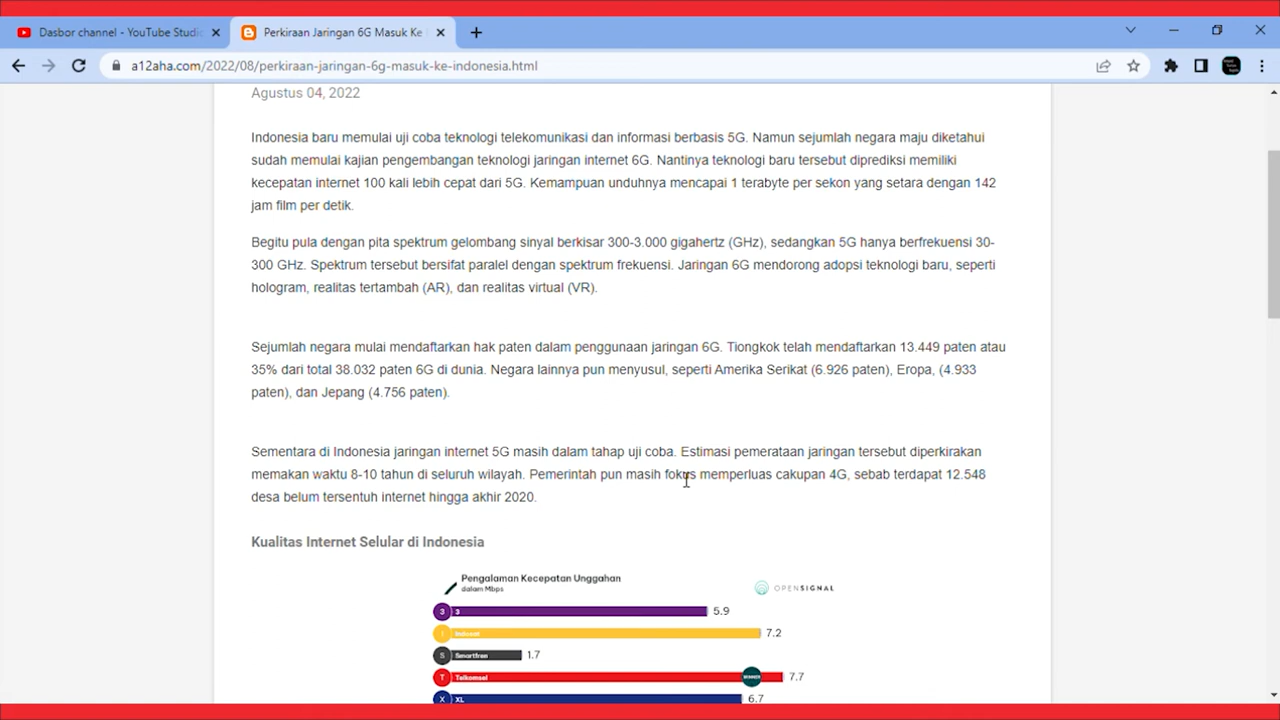 Dasbor channel - YouTube Studio
Perkiraan Jaringan 6G Masuk Ke
a12aha.com/2022/08/perkiraan-jaringan-6g-masuk-ke-indonesia.html
Agustus 04, 2022
Indonesia baru memulai uji coba teknologi telekomunikasi dan informasi berbasis 5G. Namun sejumlah negara maju diketahui
sudah memulai kajian pengembangan teknologi jaringan internet 6G. Nantinya teknologi baru tersebut diprediksi memiliki
kecepatan internet 100 kali lebih cepat dari 5G. Kemampuan unduhnya mencapai 1 terabyte per sekon yang setara dengan 142
jam film per detik.
Begitu pula dengan pita spektrum gelombang sinyal berkisar 300-3.000 gigahertz (GHz), sedangkan 5G hanya berfrekuensi 30-
300 GHz. Spektrum tersebut bersifat paralel dengan spektrum frekuensi. Jaringan 6G mendorong adopsi teknologi baru, seperti
hologram, realitas tertambah (AR), dan realitas virtual (VR).
Sejumlah negara mulai mendaftarkan hak paten dalam penggunaan jaringan 6G. Tiongkok telah mendaftarkan 13.449 paten atau
35% dari total 38.032 paten 6G di dunia. Negara lainnya pun menyusul, seperti Amerika Serikat (6.926 paten), Eropa, (4.933
paten), dan Jepang (4.756 paten).
Sementara di Indonesia jaringan internet 5G masih dalam tahap uji coba. Estimasi pemerataan jaringan tersebut diperkirakan
memakan waktu 8-10 tahun di seluruh wilayah. Pemerintah pun masih fokus memperluas cakupan 4G, sebab terdapat 12.548
desa belum tersentuh internet hingga akhir 2020.
Kualitas Internet Selular di Indonesia
Pengalaman Kecepatan Unggahan
dalam Mbps
OPENSIGNAL
3 3 5.9
I Indosat 7.2
S Smartfren 1.7
T Telkomsel WINNER 7.7
X XL 6.7